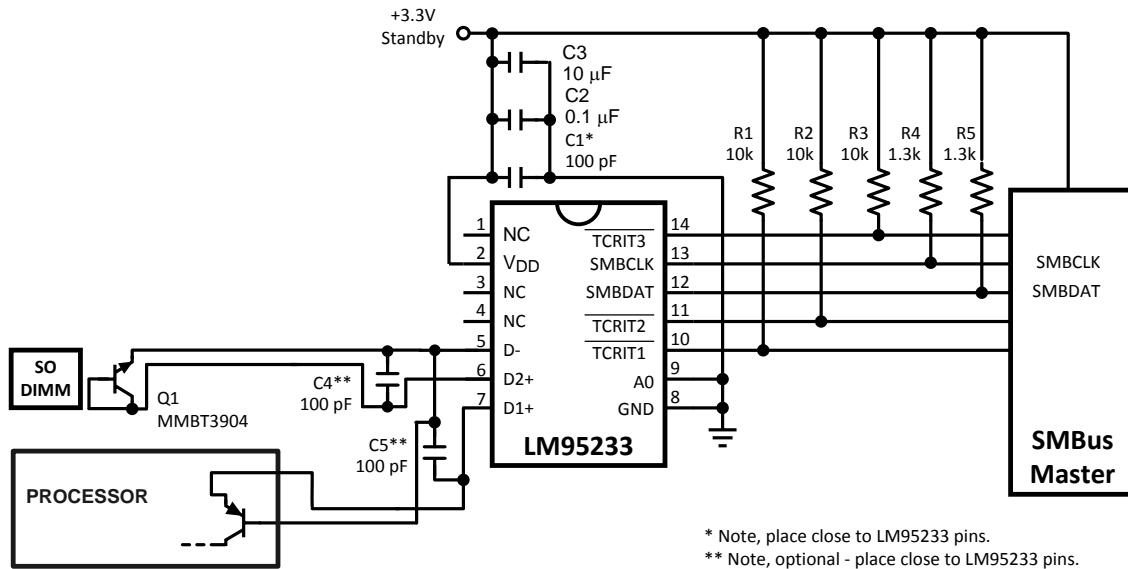 +3.3V
Standby
C3
10 µF
C2
0.1 µF
C1*
100 pF
R1
10k
R2
10k
R3
10k
R4
1.3k
R5
1.3k
1
NC
2
VDD
3
NC
4
NC
5
D-
6
D2+
7
D1+
14
TCRIT3
13
SMBCLK
12
SMBDAT
11
TCRIT2
10
TCRIT1
9
A0
8
GND
LM95233
SMBCLK
SMBDAT
SMBus
Master
SO
DIMM
Q1
MMBT3904
C4**
100 pF
C5**
100 pF
PROCESSOR
* Note, place close to LM95233 pins.
** Note, optional - place close to LM95233 pins.